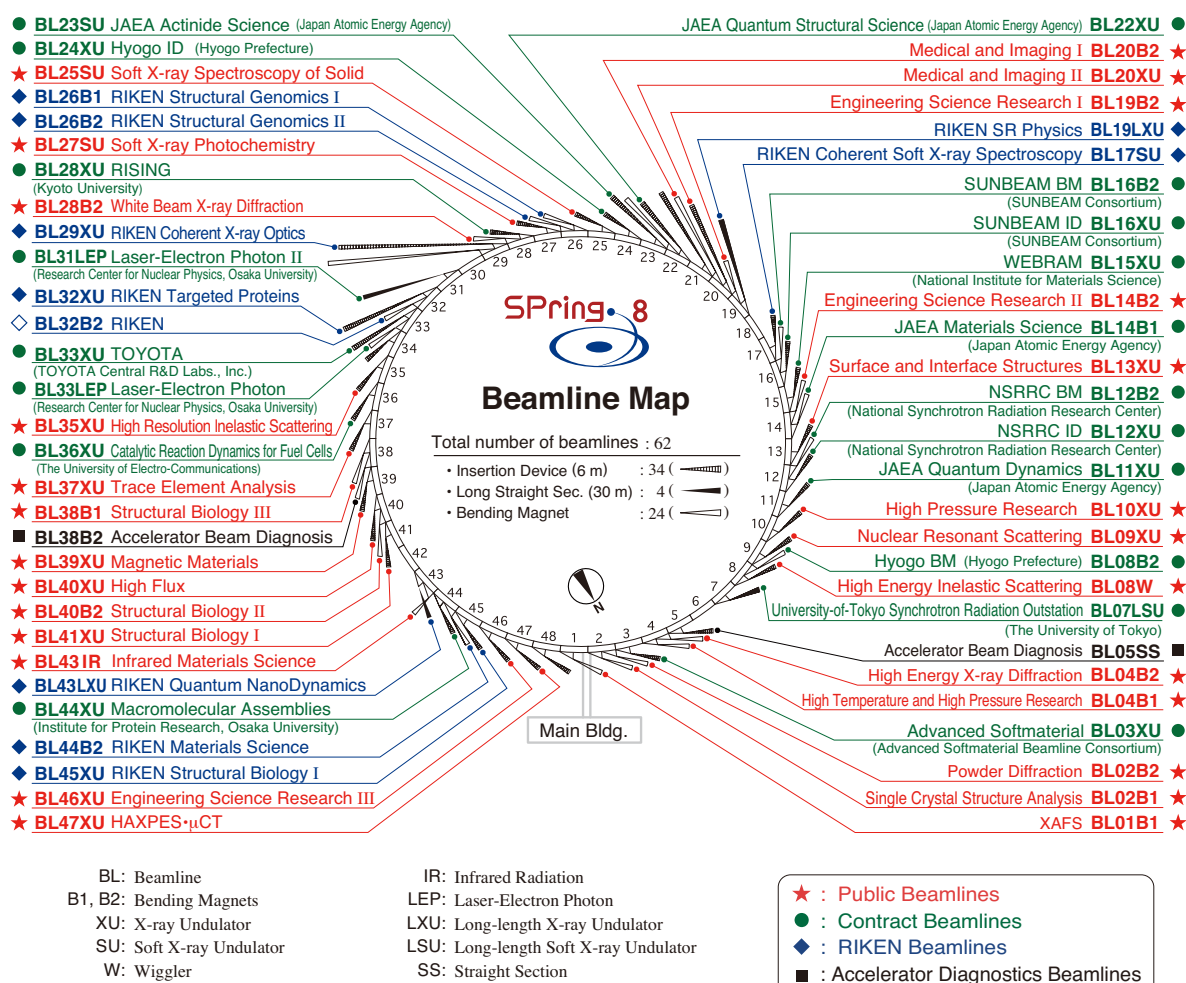 BL23SU JAEA Actinide Science (Japan Atomic Energy Agency)
BL24XU Hyogo ID (Hyogo Prefecture)
BL25SU Soft X-ray Spectroscopy of Solid
BL26B1 RIKEN Structural Genomics I
BL26B2 RIKEN Structural Genomics II
BL27SU Soft X-ray Photochemistry
BL28XU RISING
(Kyoto University)
BL28B2 White Beam X-ray Diffraction
BL29XU RIKEN Coherent X-ray Optics
BL31LEP Laser-Electron Photon II
(Research Center for Nuclear Physics, Osaka University)
BL32XU RIKEN Targeted Proteins
BL32B2 RIKEN
BL33XU TOYOTA
(TOYOTA Central R&D Labs., Inc.)
BL33LEP Laser-Electron Photon
(Research Center for Nuclear Physics, Osaka University)
BL35XU High Resolution Inelastic Scattering
BL36XU Catalytic Reaction Dynamics for Fuel Cells
(The University of Electro-Communications)
BL37XU Trace Element Analysis
BL38B1 Structural Biology III
BL38B2 Accelerator Beam Diagnosis
BL39XU Magnetic Materials
BL40XU High Flux
BL40B2 Structural Biology II
BL41XU Structural Biology I
BL43IR Infrared Materials Science
BL43LXU RIKEN Quantum NanoDynamics
BL44XU Macromolecular Assemblies
(Institute for Protein Research, Osaka University)
BL44B2 RIKEN Materials Science
BL45XU RIKEN Structural Biology I
BL46XU Engineering Science Research III
BL47XU HAXPES•μCT
JAEA Quantum Structural Science (Japan Atomic Energy Agency) BL22XU
Medical and Imaging I BL20B2
Medical and Imaging II BL20XU
Engineering Science Research I BL19B2
RIKEN SR Physics BL19LXU
RIKEN Coherent Soft X-ray Spectroscopy BL17SU
SUNBEAM BM BL16B2
(SUNBEAM Consortium)
SUNBEAM ID BL16XU
(SUNBEAM Consortium)
WEBRAM BL15XU
(National Institute for Materials Science)
Engineering Science Research II BL14B2
JAEA Materials Science BL14B1
(Japan Atomic Energy Agency)
Surface and Interface Structures BL13XU
NSRRC BM BL12B2
(National Synchrotron Radiation Research Center)
NSRRC ID BL12XU
(National Synchrotron Radiation Research Center)
JAEA Quantum Dynamics BL11XU
(Japan Atomic Energy Agency)
High Pressure Research BL10XU
Nuclear Resonant Scattering BL09XU
Hyogo BM (Hyogo Prefecture) BL08B2
High Energy Inelastic Scattering BL08W
University-of-Tokyo Synchrotron Radiation Outstation BL07LSU
(The University of Tokyo)
Accelerator Beam Diagnosis BL05SS
High Energy X-ray Diffraction BL04B2
High Temperature and High Pressure Research BL04B1
Advanced Softmaterial BL03XU
(Advanced Softmaterial Beamline Consortium)
Powder Diffraction BL02B2
Single Crystal Structure Analysis BL02B1
XAFS BL01B1
SPring.8
Beamline Map
Total number of beamlines : 62
• Insertion Device (6 m) : 34 ( )
• Long Straight Sec. (30 m) : 4 ( )
• Bending Magnet : 24 ( )
N
1
2
3
4
5
6
7
8
9
10
11
12
13
14
15
16
17
18
19
20
21
22
23
24
25
26
27
28
29
30
31
32
33
34
35
36
37
38
39
40
41
42
43
44
45
46
47
48
Main Bldg.
BL: Beamline
B1, B2: Bending Magnets
XU: X-ray Undulator
SU: Soft X-ray Undulator
W: Wiggler
IR: Infrared Radiation
LEP: Laser-Electron Photon
LXU: Long-length X-ray Undulator
LSU: Long-length Soft X-ray Undulator
SS: Straight Section
★ : Public Beamlines
● : Contract Beamlines
◆ : RIKEN Beamlines
■ : Accelerator Diagnostics Beamlines